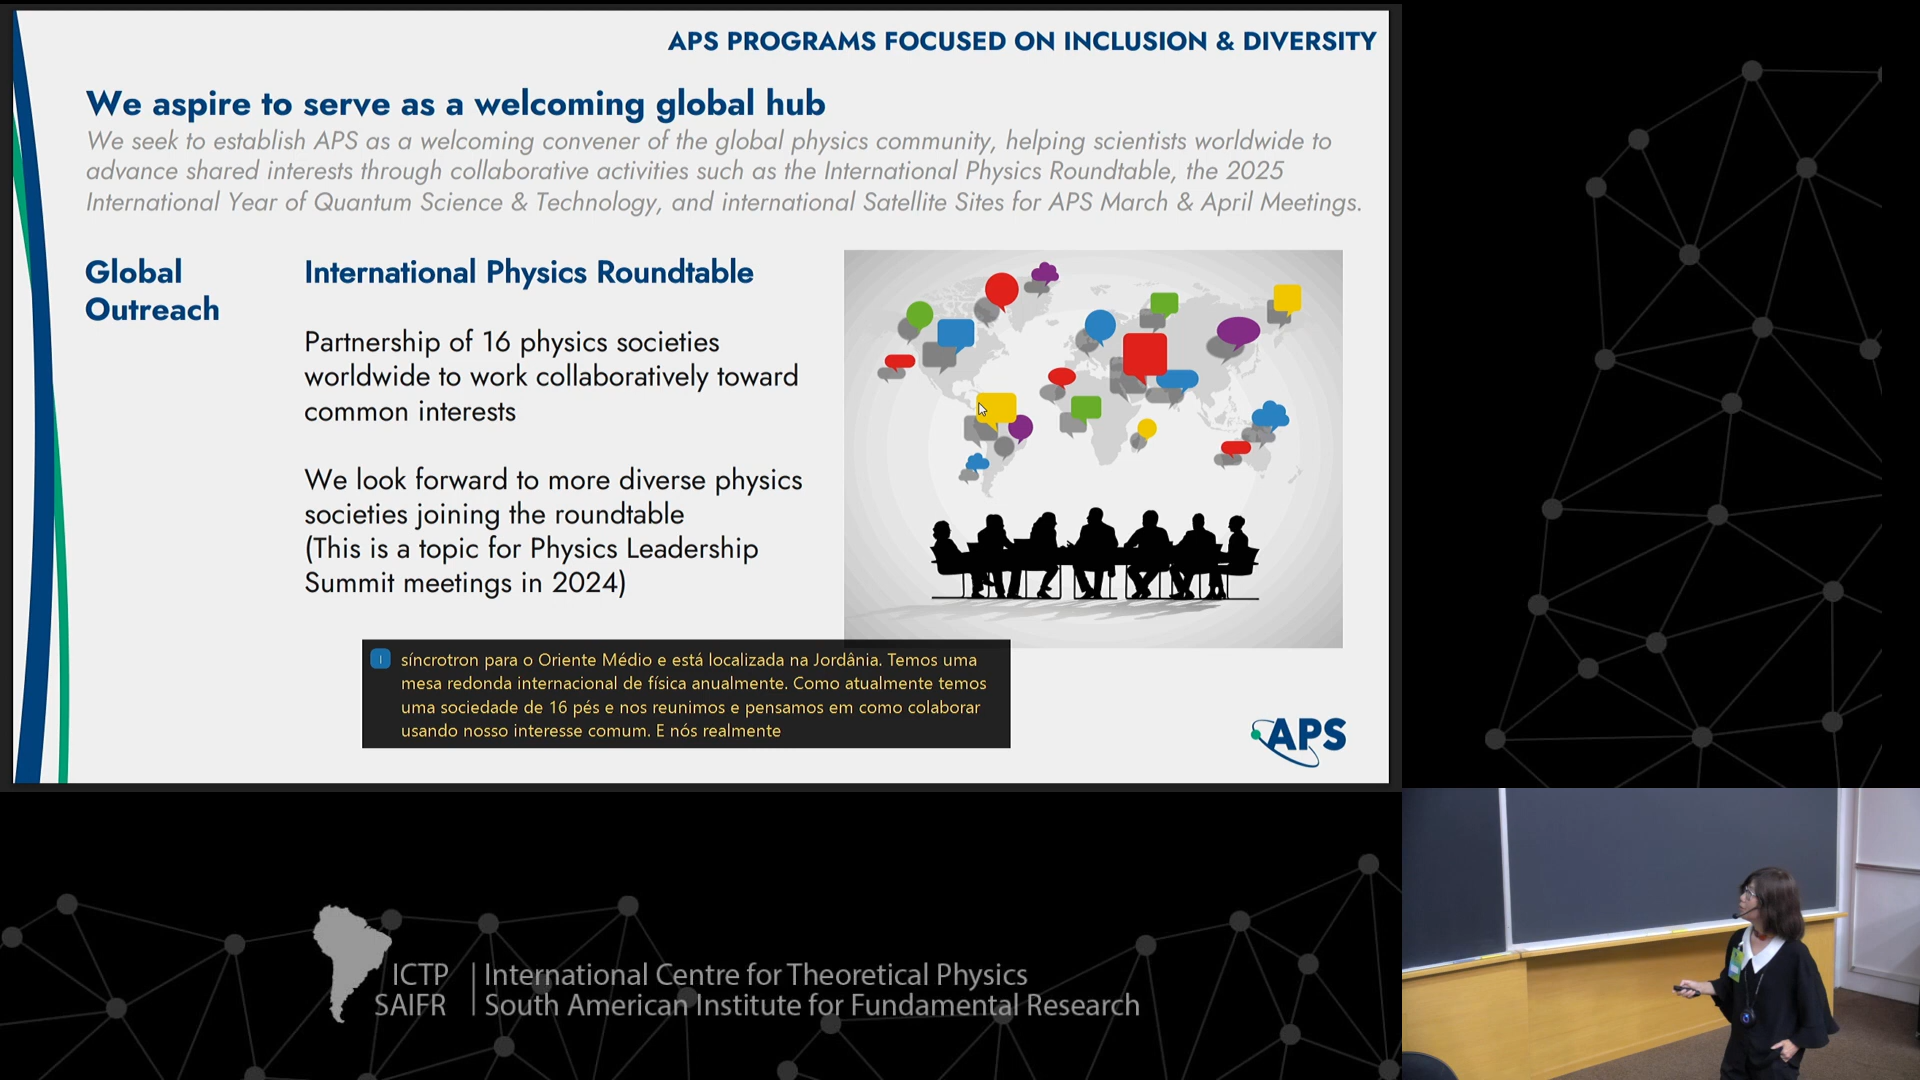 APS PROGRAMS FOCUSED ON INCLUSION & DIVERSITY
We aspire to serve as a welcoming global hub
We seek to establish APS as a welcoming convener of the global physics community, helping scientists worldwide to
advance shared interests through collaborative activities such as the International Physics Roundtable, the 2025
International Year of Quantum Science & Technology, and international Satellite Sites for APS March & April Meetings.
Global
Outreach
International Physics Roundtable
Partnership of 16 physics societies
worldwide to work collaboratively toward
common interests
We look forward to more diverse physics
societies joining the roundtable
(This is a topic for Physics Leadership
Summit meetings in 2024)
síncrotron para o Oriente Médio e está localizada na Jordânia. Temos uma
mesa redonda internacional de física anualmente. Como atualmente temos
uma sociedade de 16 pés e nos reunimos e pensamos em como colaborar
usando nosso interesse comum. E nós realmente
APS
ICTP | International Centre for Theoretical Physics
SAIFR | South American Institute for Fundamental Research